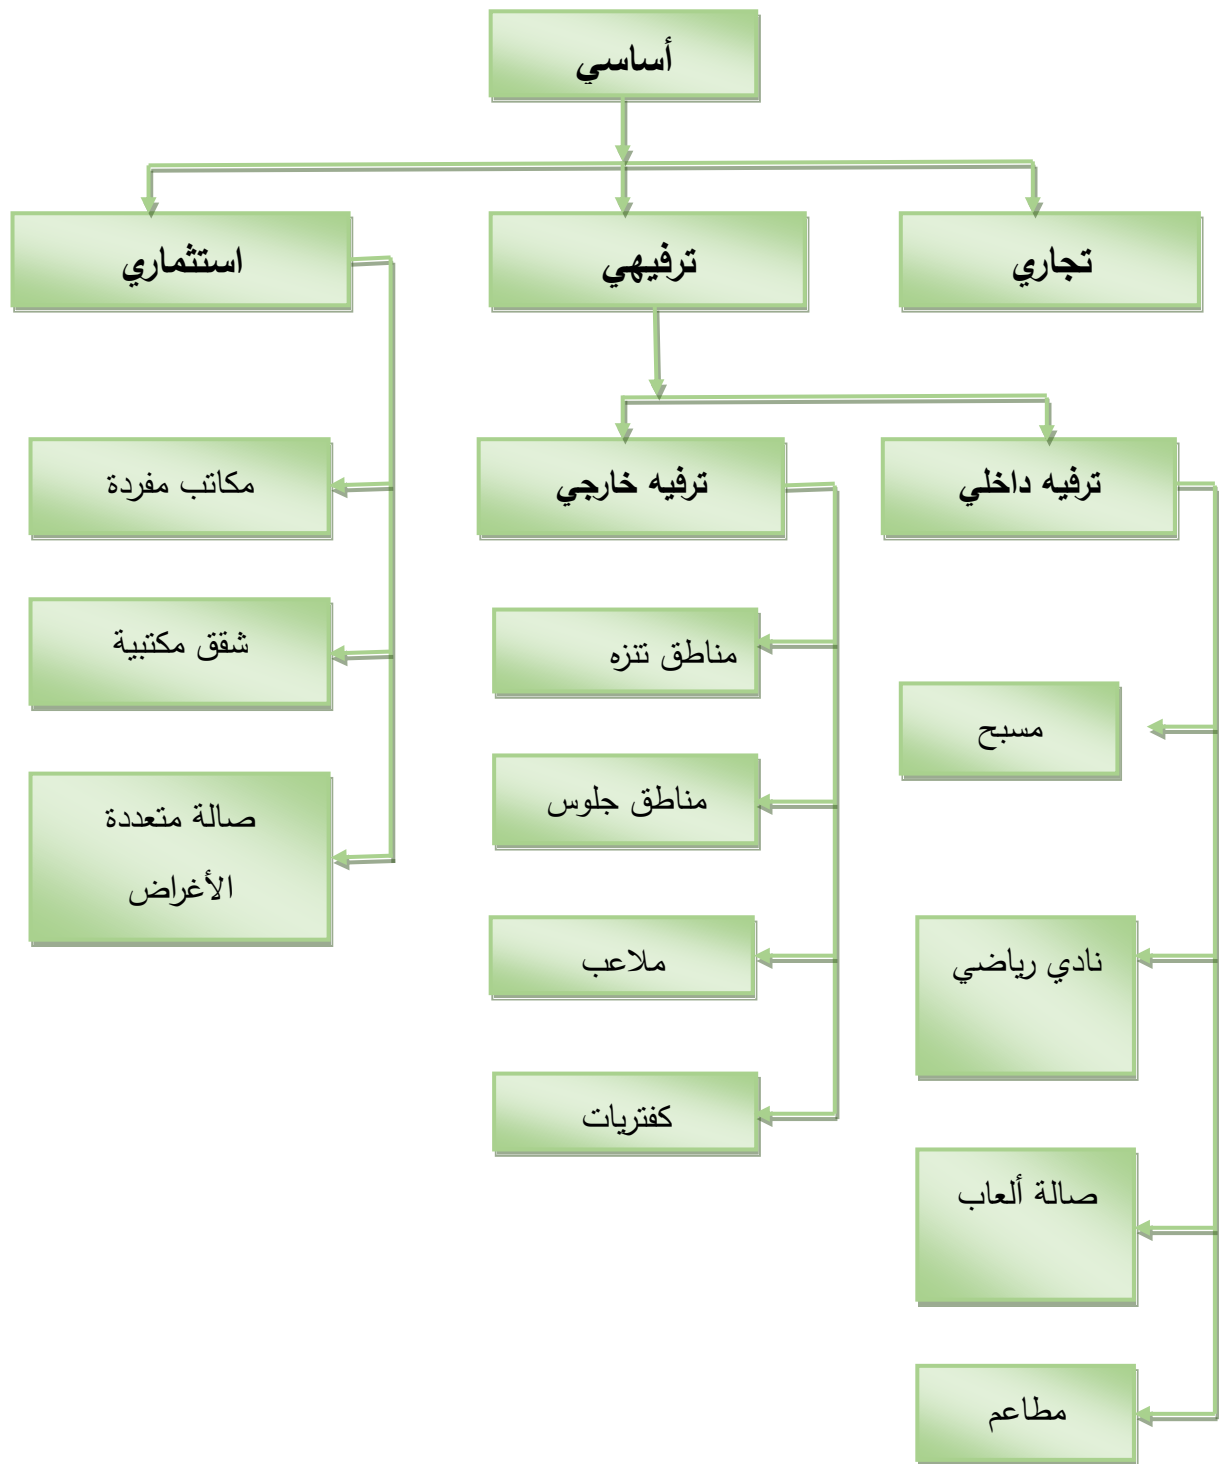 أساسي
تجاري
ترفيهي
استثماري
ترفيه داخلي
ترفيه خارجي
مكاتب مفردة
شقق مكتبية
صالة متعددة
الأغراض
مناطق تنزه
مناطق جلوس
ملاعب
كفتريات
مسبح
نادي رياضي
صالة ألعاب
مطاعم